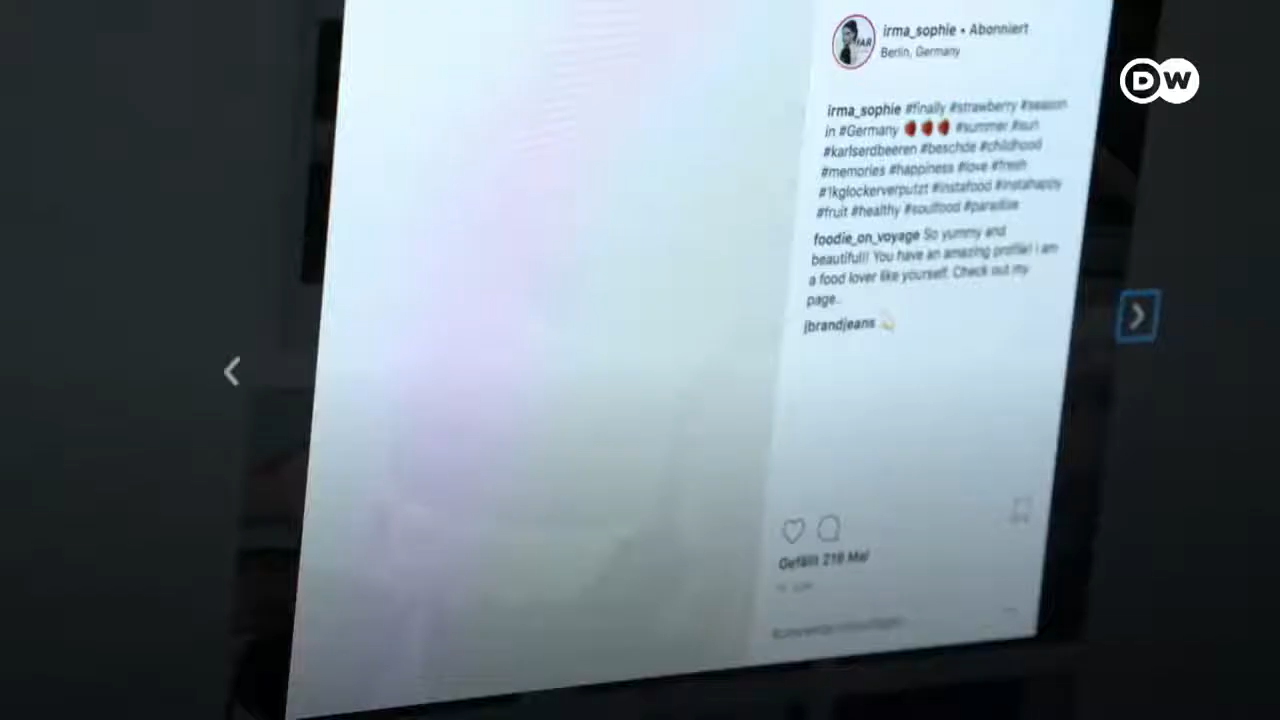 irma_sophie • Abonniert
Berlin, Germany
DW
irma_sophie #finally #strawberry #season
in #Germany 🍓🍓🍓 #summer #sun
#karlserdbeeren #beschde #childhood
#memories #happiness #love #fresh
#1kglockerverputzt #instafood #instahappy
#fruit #healthy #soulfood #paradise
foodie_on_voyage So yummy and
beautiful!! You have an amazing profile! I am
a food lover like yourself. Check out my
page..
jbrandjeans
Gefällt 216 Mal